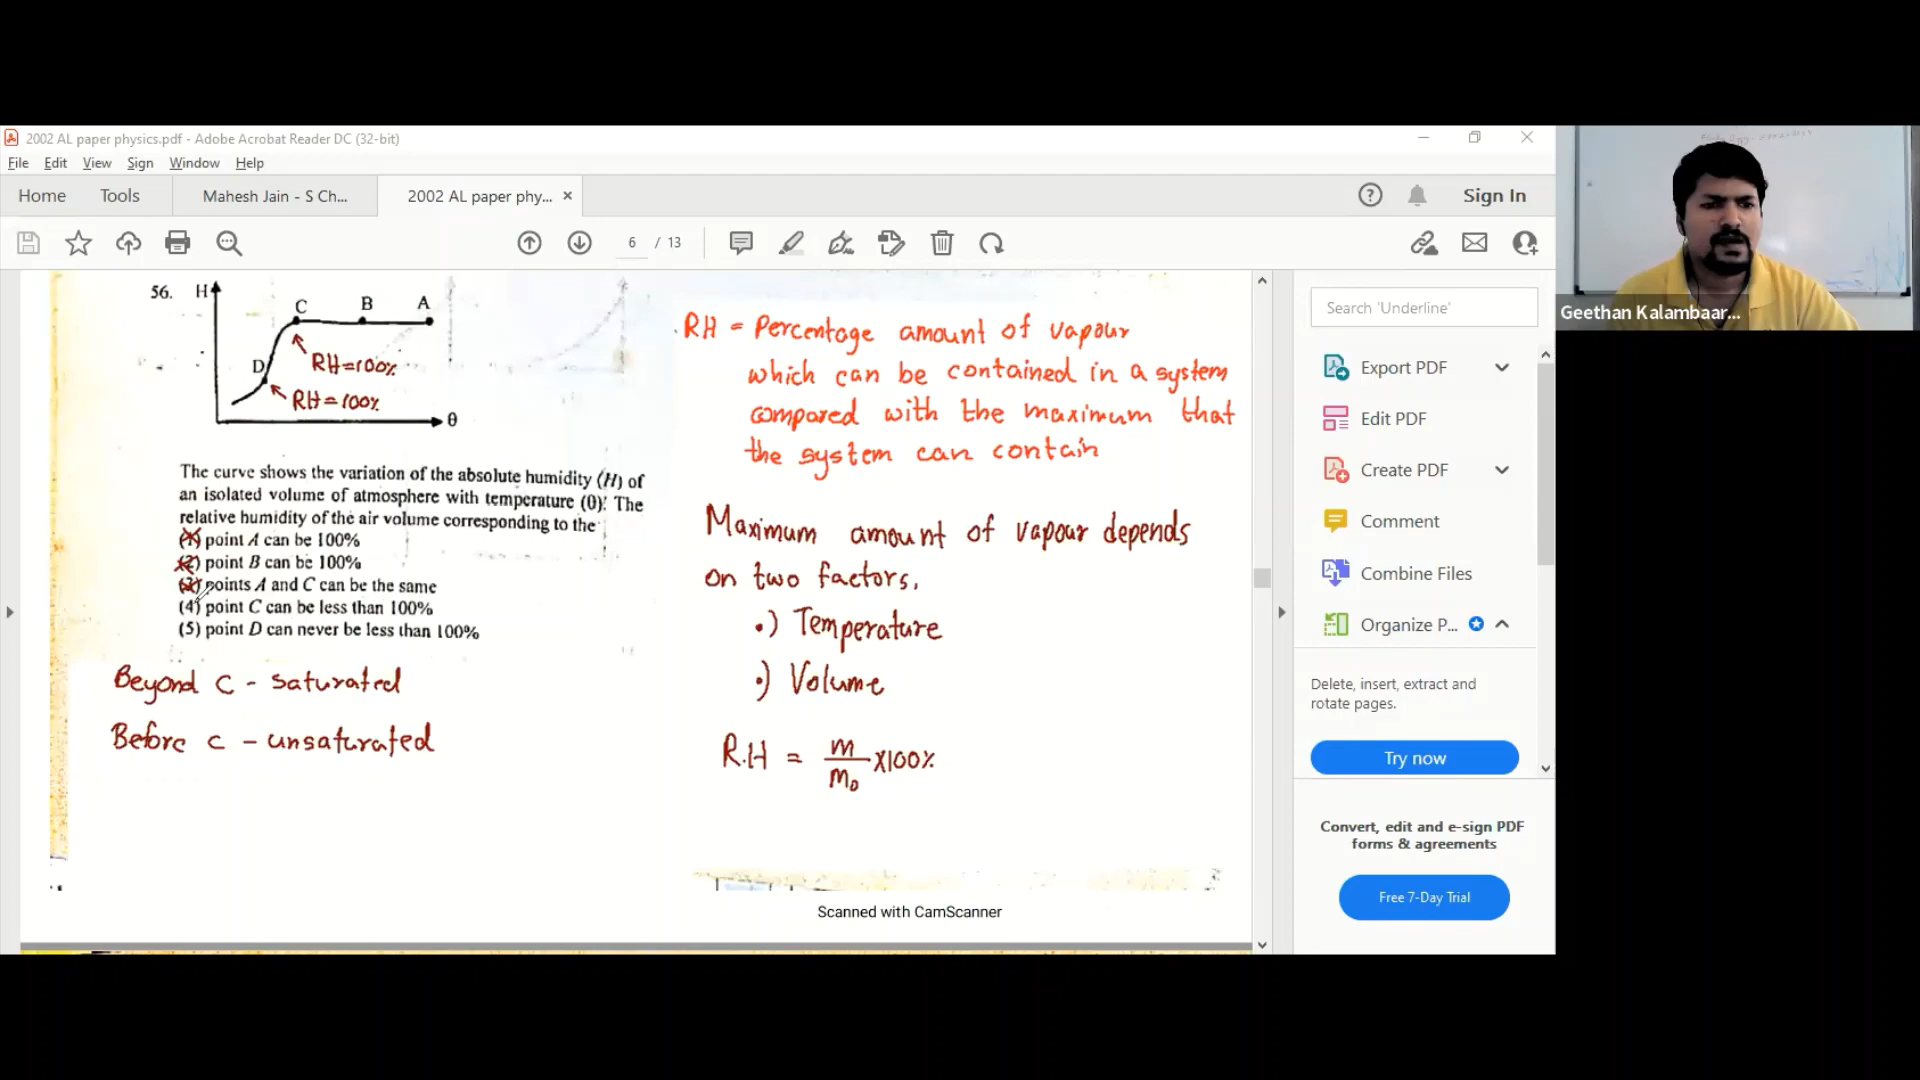 2002 AL paper physics.pdf - Adobe Acrobat Reader DC (32-bit)
File Edit View Sign Window Help
Home Tools Mahesh Jain - S Ch... 2002 AL paper phy... × Sign In
6 / 13
56. H
C B A
D
RH=100%
RH=100%
θ
The curve shows the variation of the absolute humidity (H) of
an isolated volume of atmosphere with temperature (θ). The
relative humidity of the air volume corresponding to the
(1) point A can be 100%
(2) point B can be 100%
(3) points A and C can be the same
(4) point C can be less than 100%
(5) point D can never be less than 100%
Beyond C - saturated
Before C - unsaturated
RH = Percentage amount of vapour
which can be contained in a system
compared with the maximum that
the system can contain
Maximum amount of vapour depends
on two factors,
•) Temperature
•) Volume
R.H = m/m₀ ×100%
Scanned with CamScanner
Search 'Underline'
Export PDF
Edit PDF
Create PDF
Comment
Combine Files
Organize P...
Delete, insert, extract and
rotate pages.
Try now
Convert, edit and e-sign PDF
forms & agreements
Free 7-Day Trial
Geethan Kalambaar...